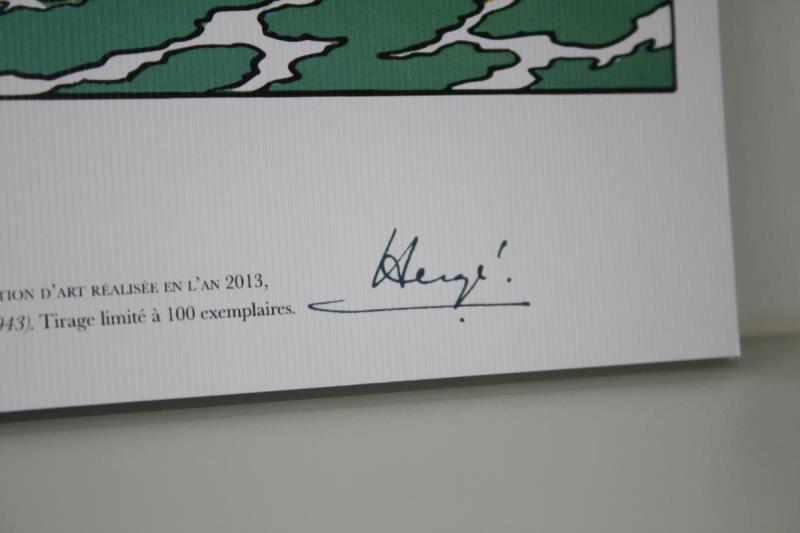 Hergé.
TION D'ART RÉALISÉE EN L'AN 2013,
943). Tirage limité à 100 exemplaires.